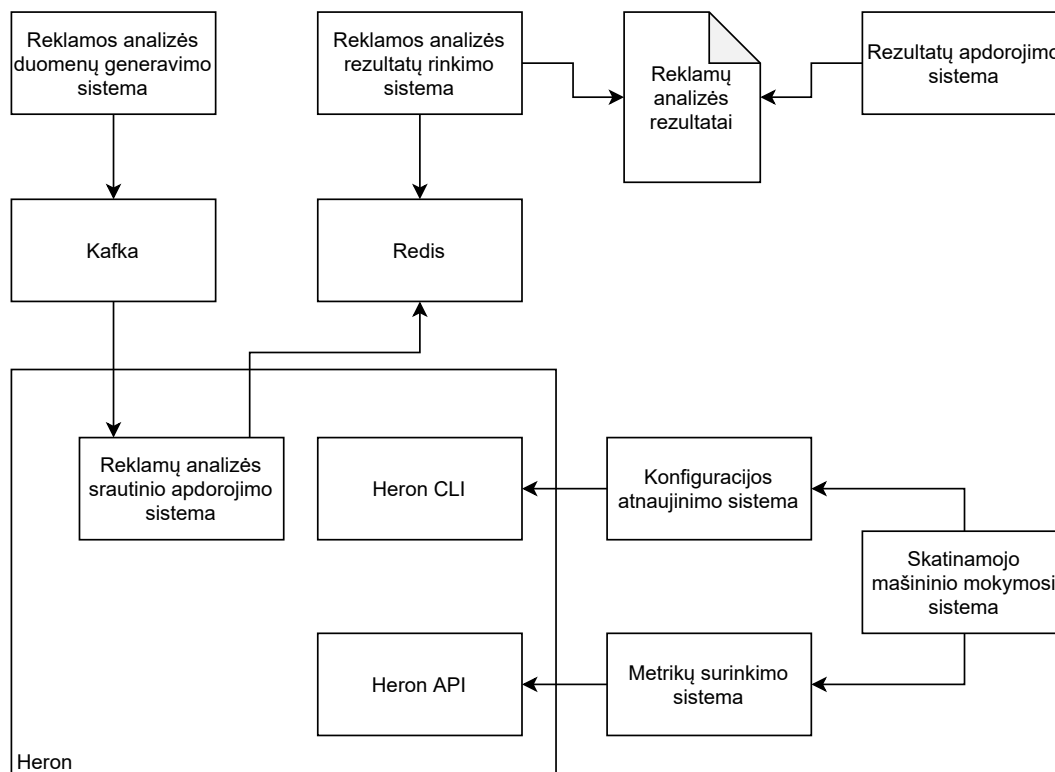 Reklamos analizės
duomenų generavimo
sistema
Reklamos analizės
rezultatų rinkimo
sistema
Reklamų
analizės
rezultatai
Rezultatų apdorojimo
sistema
Kafka
Redis
Reklamų analizės
srautinio apdorojimo
sistema
Heron CLI
Konfiguracijos
atnaujinimo sistema
Skatinamojo
mašininio mokymosi
sistema
Heron API
Metrikų surinkimo
sistema
Heron